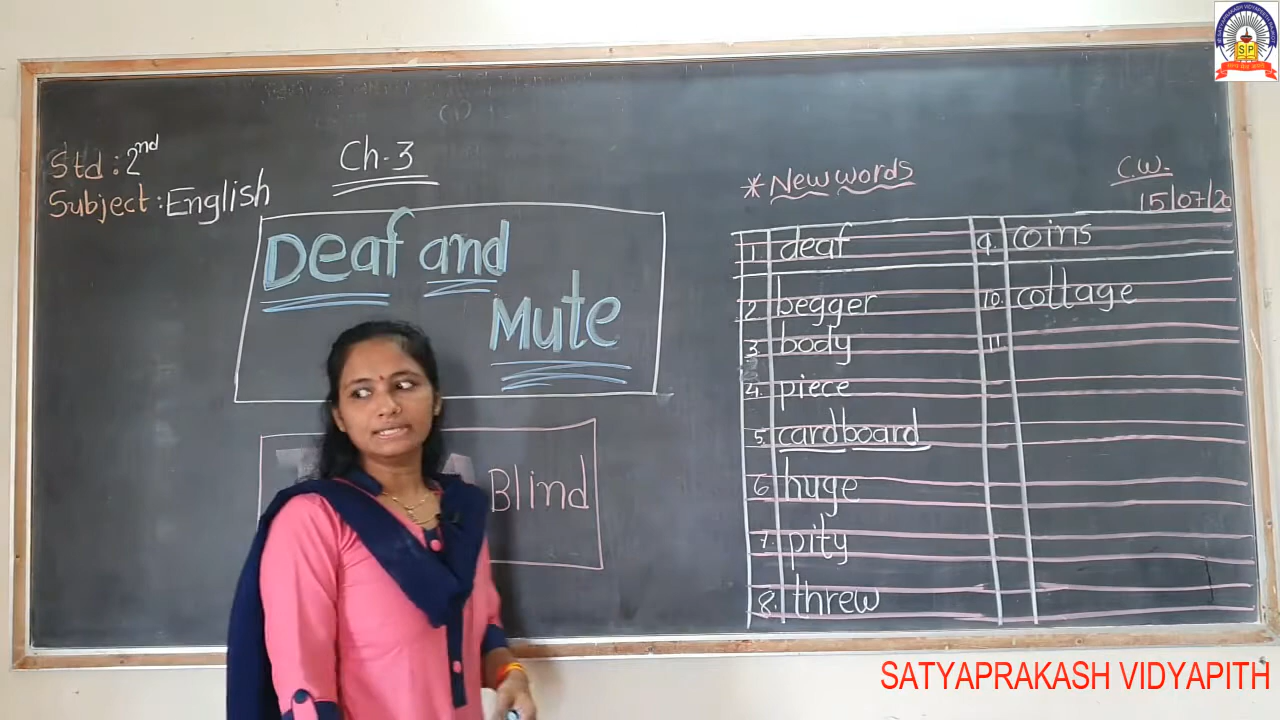 Std : 2nd
Subject : English
Ch-3
Deaf and
Mute
Blind
* New words
C.W.
15/07/20
1. deaf
2. begger
3. body
4. piece
5. cardboard
6. huge
7. pity
8. threw
9. coins
10. cottage
11
SP
SATYAPRAKASH VIDYAPITH